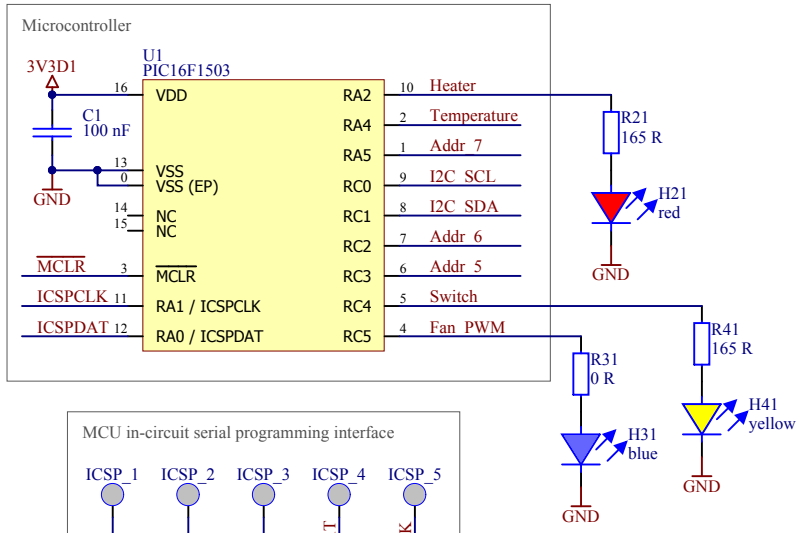 Microcontroller
U1
PIC16F1503
3V3D1
16
VDD
C1
100 nF
13
VSS
0
VSS (EP)
GND
14
NC
15
NC
MCLR
3
MCLR
ICSPCLK
11
RA1 / ICSPCLK
ICSPDAT
12
RA0 / ICSPDAT
RA2
10
Heater
RA4
2
Temperature
RA5
1
Addr_7
RC0
9
I2C_SCL
RC1
8
I2C_SDA
RC2
7
Addr_6
RC3
6
Addr_5
RC4
5
Switch
RC5
4
Fan_PWM
R21
165 R
H21
red
GND
R41
165 R
H41
yellow
GND
R31
0 R
H31
blue
GND
MCU in-circuit serial programming interface
ICSP_1
ICSP_2
ICSP_3
ICSP_4
ICSP_5
T
K